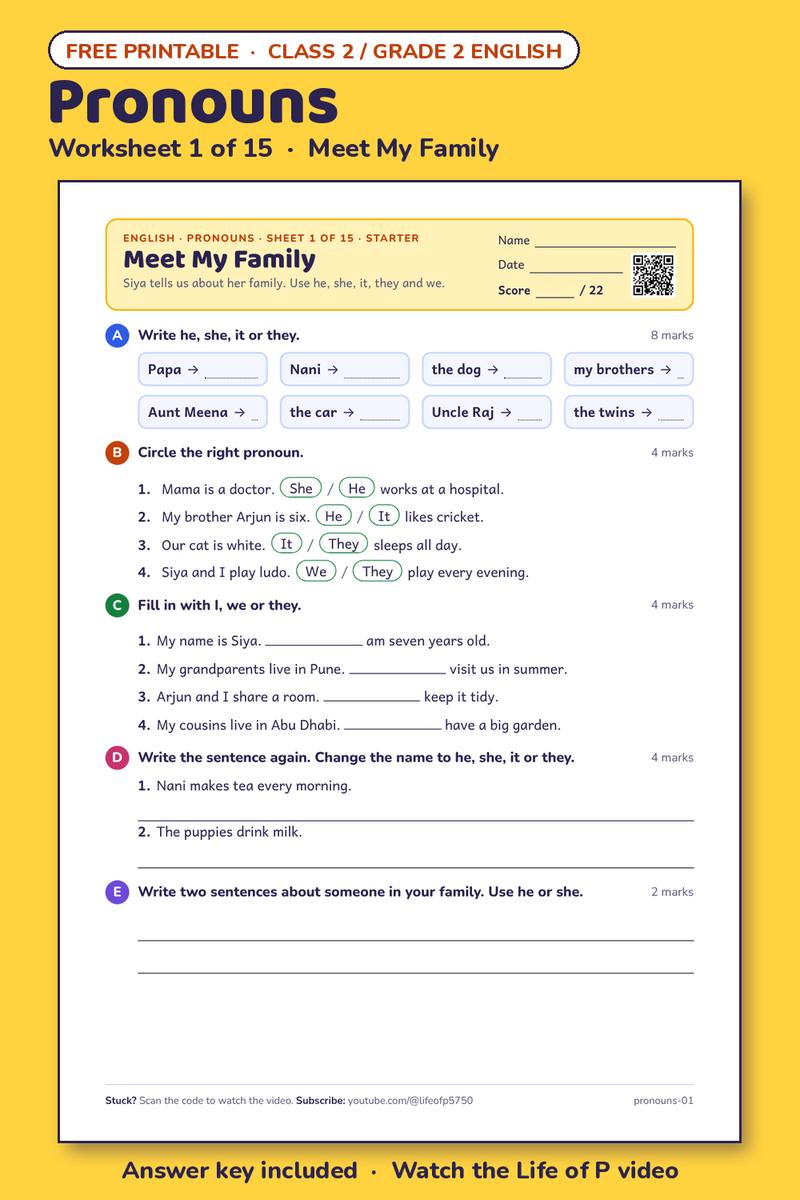 FREE PRINTABLE · CLASS 2 / GRADE 2 ENGLISH
Pronouns
Worksheet 1 of 15 · Meet My Family
ENGLISH · PRONOUNS · SHEET 1 OF 15 · STARTER
Meet My Family
Siya tells us about her family. Use he, she, it, they and we.
Name
Date
Score / 22
A Write he, she, it or they. 8 marks
Papa → Nani → the dog → my brothers →
Aunt Meena → the car → Uncle Raj → the twins →
B Circle the right pronoun. 4 marks
1. Mama is a doctor. She / He works at a hospital.
2. My brother Arjun is six. He / It likes cricket.
3. Our cat is white. It / They sleeps all day.
4. Siya and I play ludo. We / They play every evening.
C Fill in with I, we or they. 4 marks
1. My name is Siya. ____________ am seven years old.
2. My grandparents live in Pune. ____________ visit us in summer.
3. Arjun and I share a room. ____________ keep it tidy.
4. My cousins live in Abu Dhabi. ____________ have a big garden.
D Write the sentence again. Change the name to he, she, it or they. 4 marks
1. Nani makes tea every morning.
2. The puppies drink milk.
E Write two sentences about someone in your family. Use he or she. 2 marks
Stuck? Scan the code to watch the video. Subscribe: youtube.com/@lifeofp5750 pronouns-01
Answer key included · Watch the Life of P video